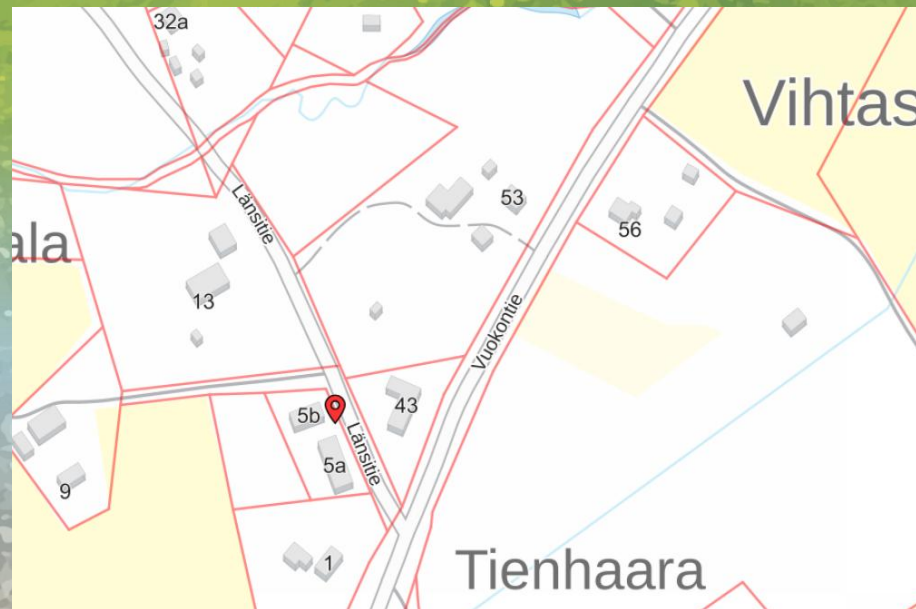 32a
Vihtas
Länsitie
53
56
ala
13
Vuokontie
5b
43
Länsitie
5a
9
1
Tienhaara